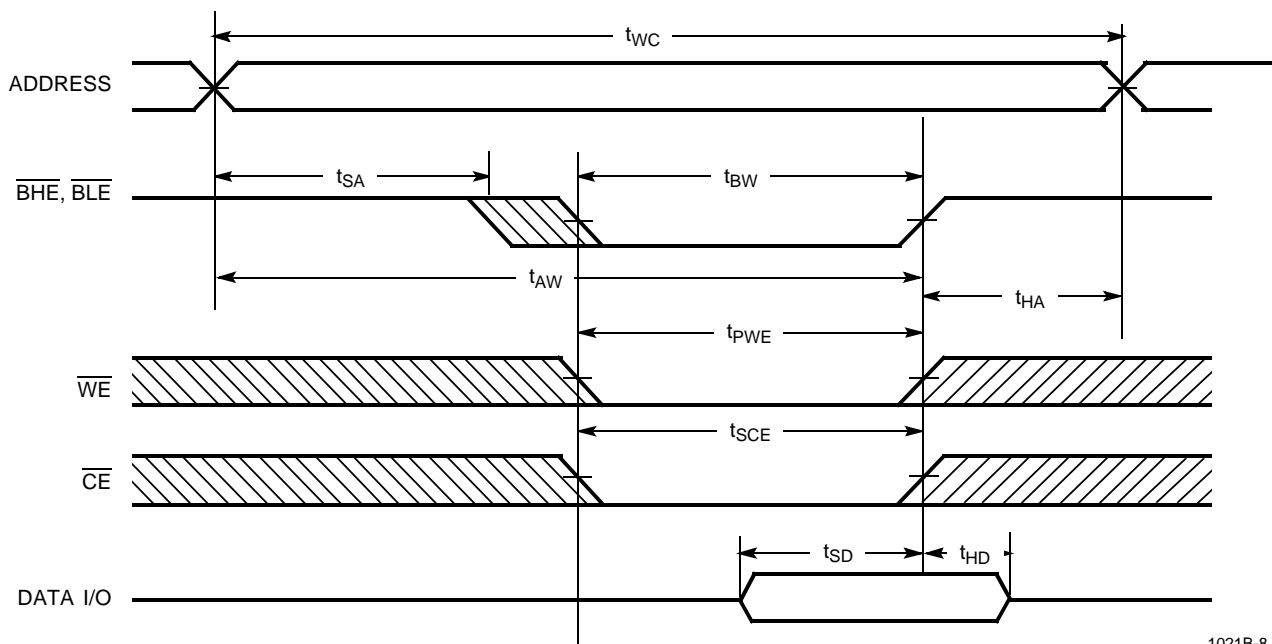 tWC
ADDRESS
tSA
tBW
BHE, BLE
tAW
tHA
tPWE
WE
tSCE
CE
tSD
tHD
DATA I/O
1021B-8